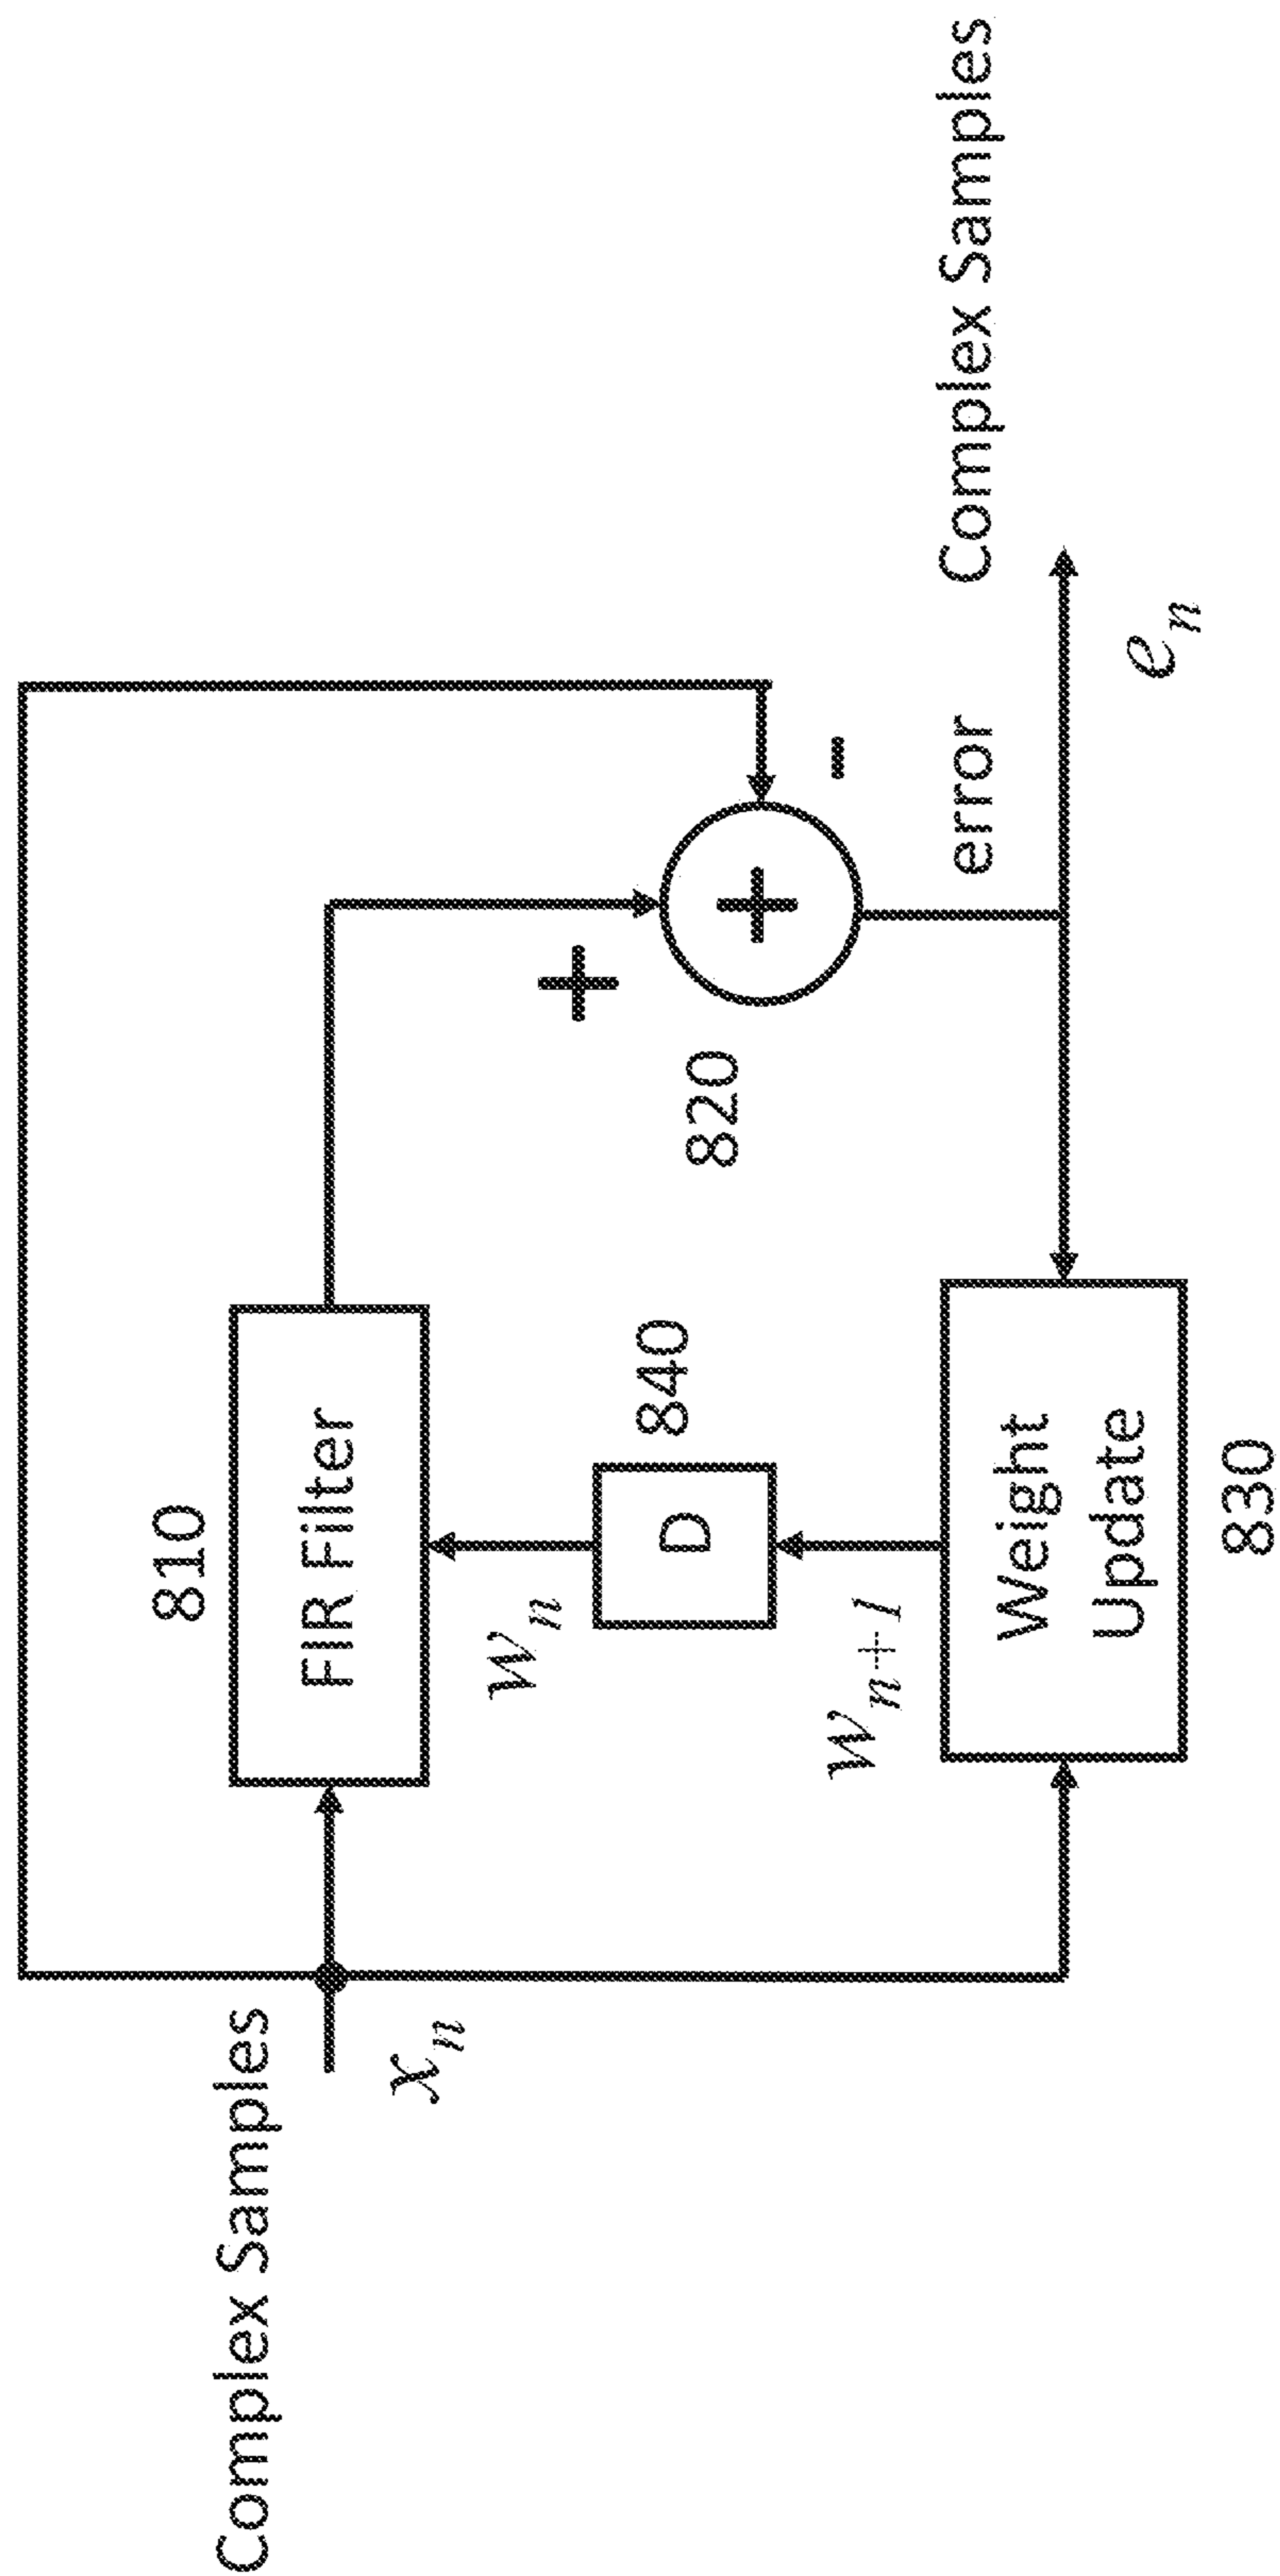 Complex Samples
x_n
810
FIR Filter
w_n
840
D
w_{n+1}
Weight
Update
830
+
820
+
-
error
Complex Samples
e_n